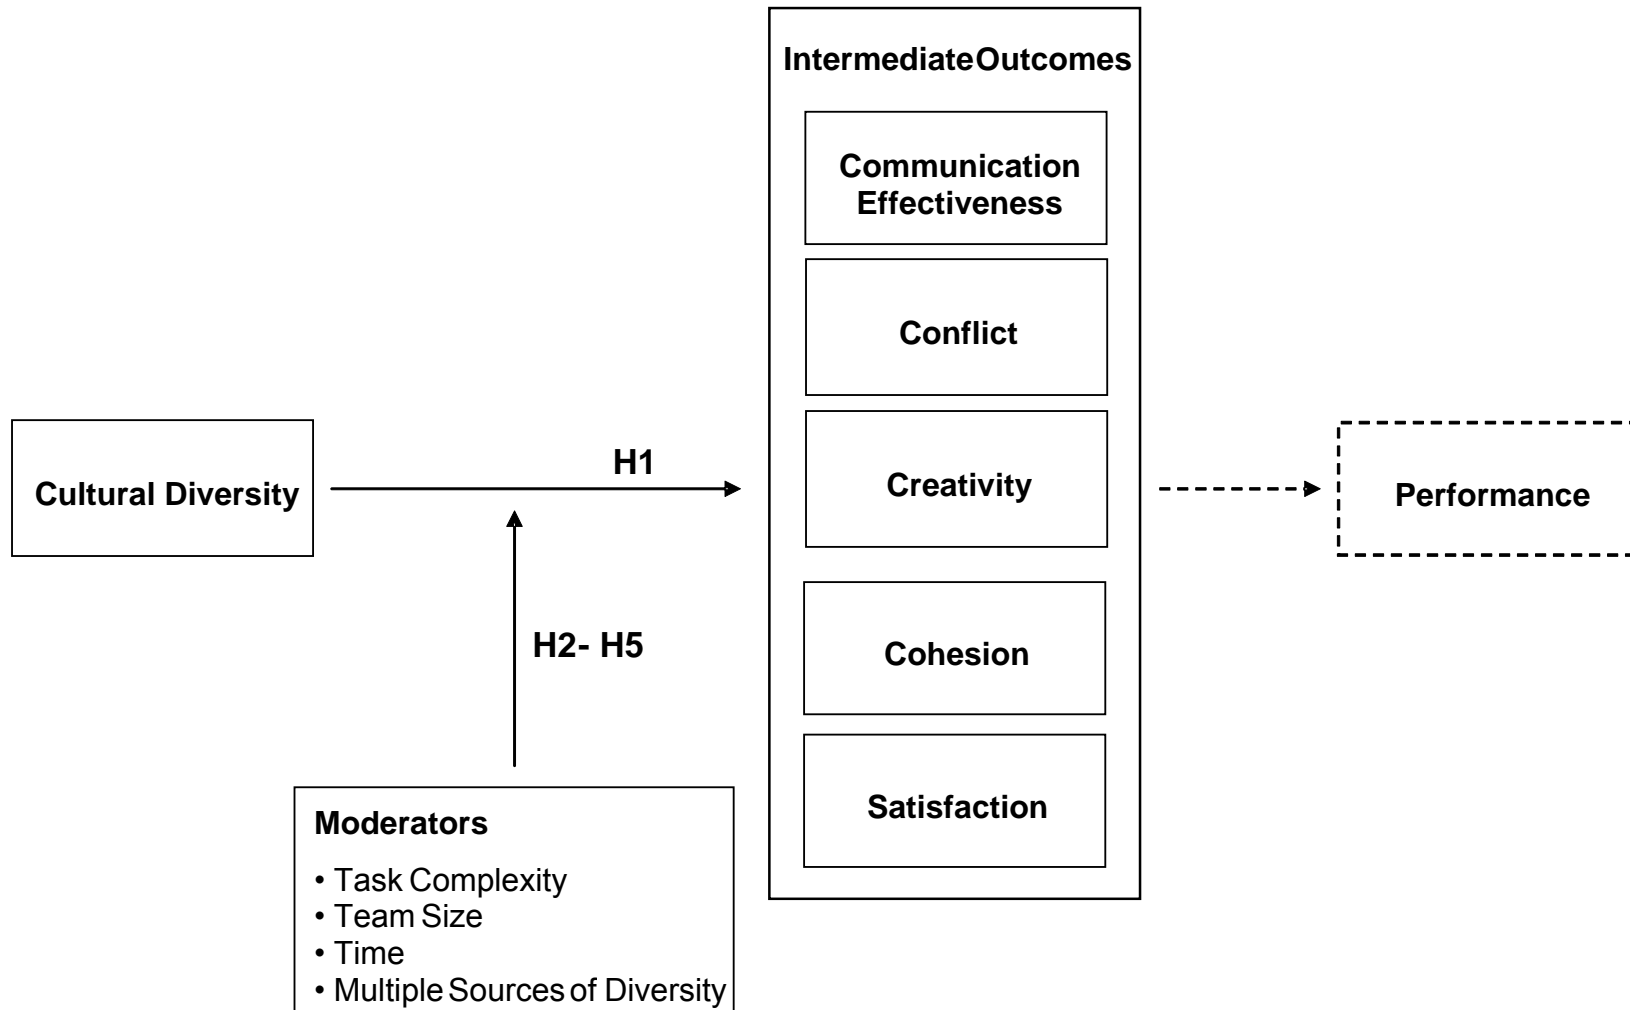 Intermediate Outcomes
Communication
Effectiveness
Conflict
Creativity
Cohesion
Satisfaction
Cultural Diversity
H1
H2- H5
Moderators
• Task Complexity
• Team Size
• Time
• Multiple Sources of Diversity
Performance